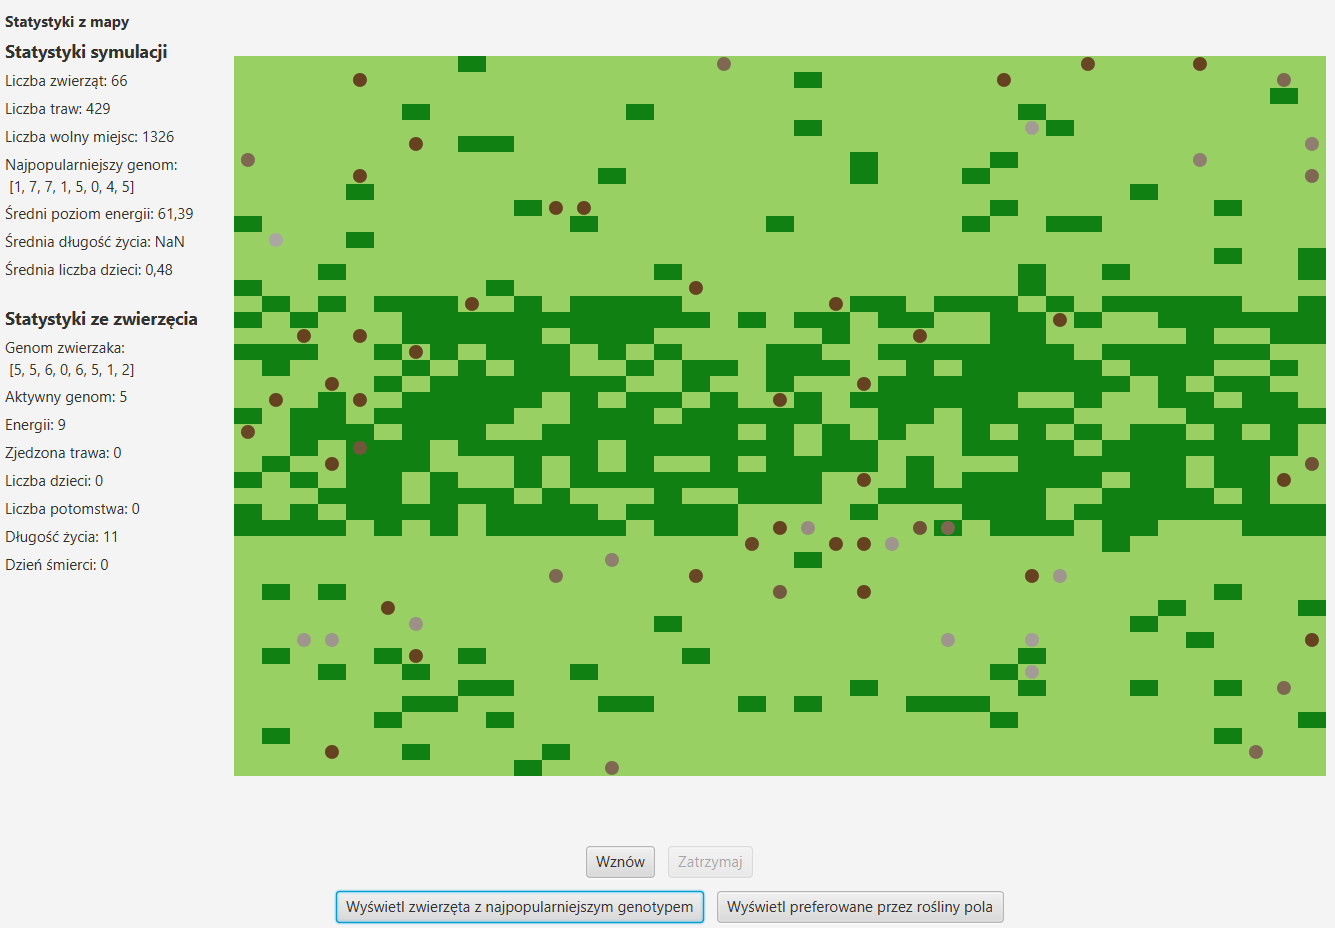 Statystyki z mapy
Statystyki symulacji
Liczba zwierząt: 66
Liczba traw: 429
Liczba wolny miejsc: 1326
Najpopularniejszy genom:
[1, 7, 7, 1, 5, 0, 4, 5]
Średni poziom energii: 61,39
Średnia długość życia: NaN
Średnia liczba dzieci: 0,48
Statystyki ze zwierzęcia
Genom zwierzaka:
[5, 5, 6, 0, 6, 5, 1, 2]
Aktywny genom: 5
Energii: 9
Zjedzona trawa: 0
Liczba dzieci: 0
Liczba potomstwa: 0
Długość życia: 11
Dzień śmierci: 0
Wznów Zatrzymaj
Wyświetl zwierzęta z najpopularniejszym genotypem Wyświetl preferowane przez rośliny pola